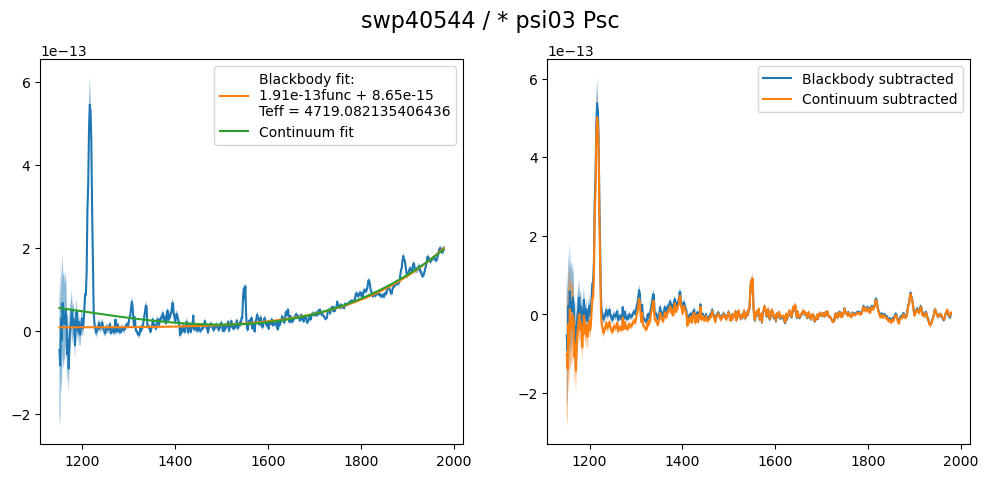 swp40544 / * psi03 Psc
1e−13
6
4
2
0
−2
1200
1400
1600
1800
2000
Blackbody fit:
1.91e-13func + 8.65e-15
Teff = 4719.082135406436
Continuum fit
1e−13
6
4
2
0
−2
1200
1400
1600
1800
2000
Blackbody subtracted
Continuum subtracted